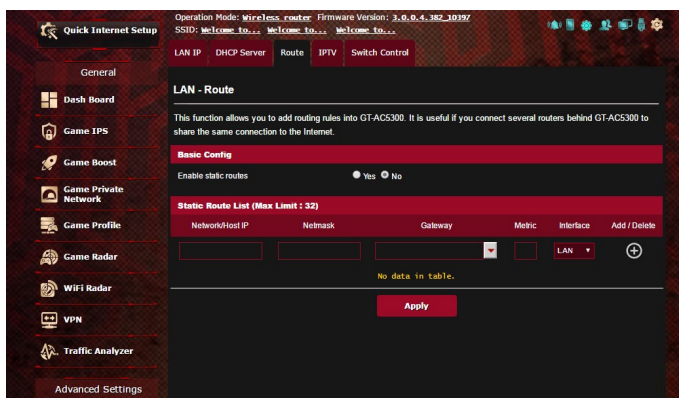 Operation Mode: Wireless router Firmware Version: 3.0.0.4.382_10397
SSID: Welcome to... Welcome to... Welcome to...
Quick Internet Setup
General
Dash Board
Game IPS
Game Boost
Game Private
Network
Game Profile
Game Radar
WiFi Radar
VPN
Traffic Analyzer
Advanced Settings
LAN IP DHCP Server Route IPTV Switch Control
LAN - Route
This function allows you to add routing rules into GT-AC5300. It is useful if you connect several routers behind GT-AC5300 to
share the same connection to the Internet.
Basic Config
Enable static routes Yes No
Static Route List (Max Limit : 32)
Network/Host IP Netmask Gateway Metric Interface Add / Delete
LAN
No data in table.
Apply